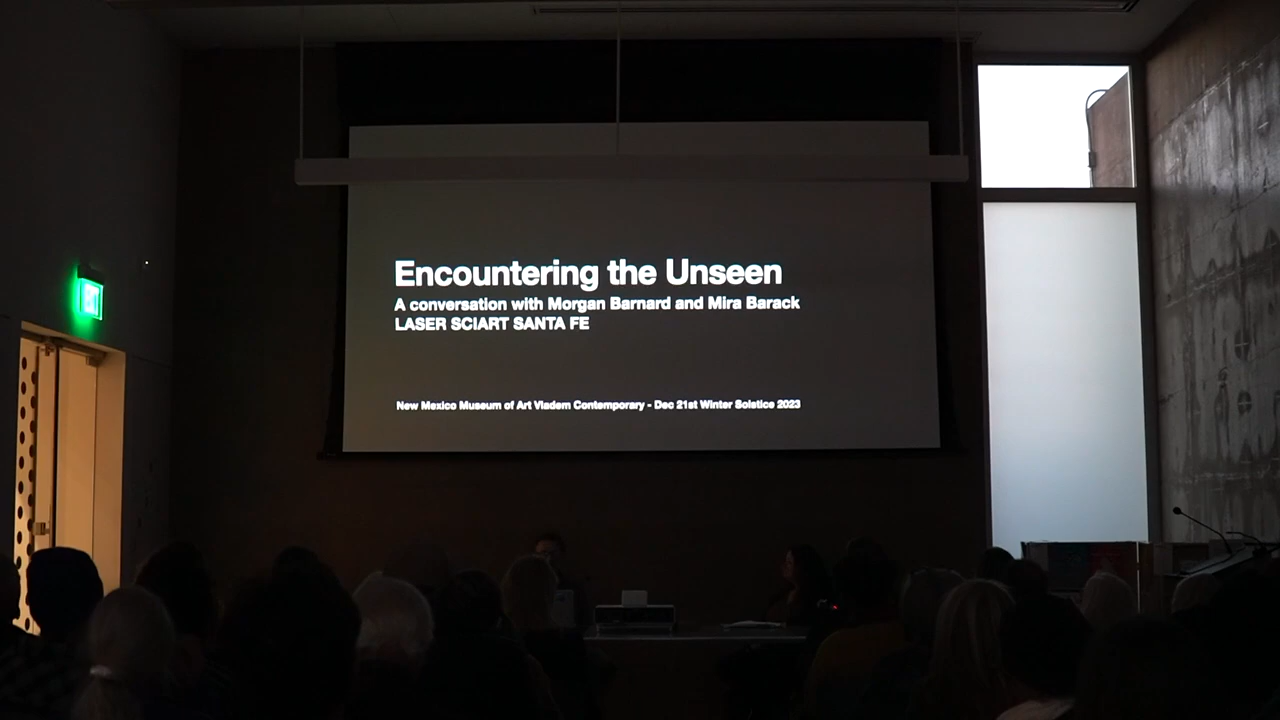 Encountering the Unseen
A conversation with Morgan Barnard and Mira Barack
LASER SCIART SANTA FE
New Mexico Museum of Art Vladem Contemporary - Dec 21st Winter Solstice 2023